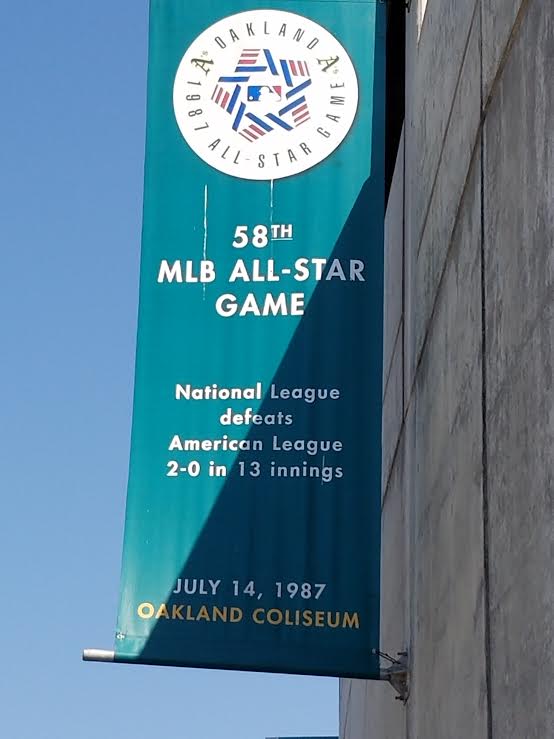 OAKLAND
A's A's
1987 ALL-STAR GAME
58TH
MLB ALL-STAR
GAME
National League
defeats
American League
2-0 in 13 innings
JULY 14, 1987
OAKLAND COLISEUM